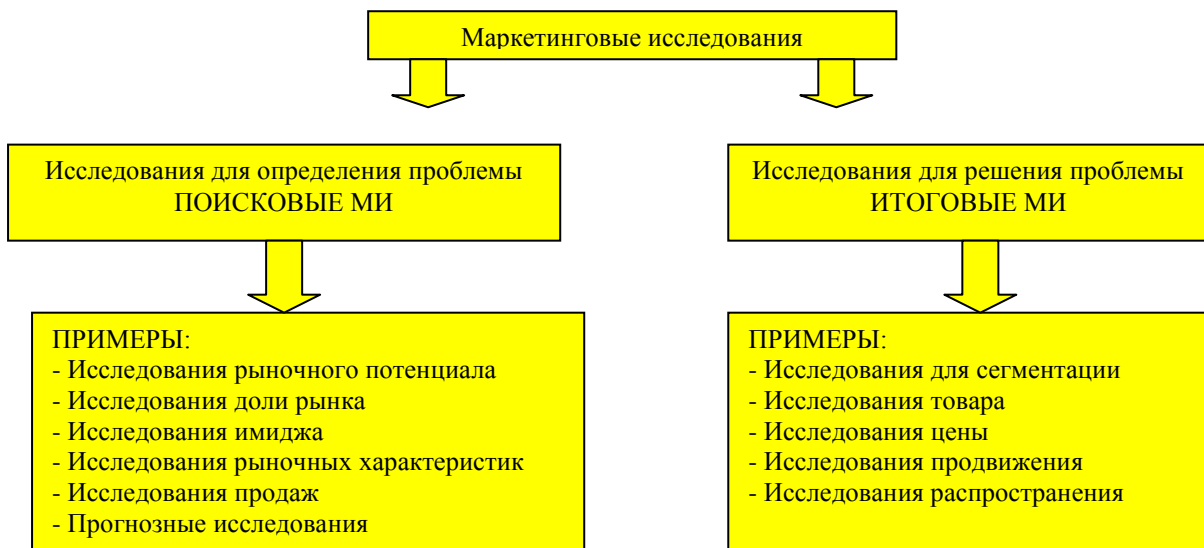 Маркетинговые исследования
Исследования для определения проблемы
ПОИСКОВЫЕ МИ
Исследования для решения проблемы
ИТОГОВЫЕ МИ
ПРИМЕРЫ:
- Исследования рыночного потенциала
- Исследования доли рынка
- Исследования имиджа
- Исследования рыночных характеристик
- Исследования продаж
- Прогнозные исследования
ПРИМЕРЫ:
- Исследования для сегментации
- Исследования товара
- Исследования цены
- Исследования продвижения
- Исследования распространения